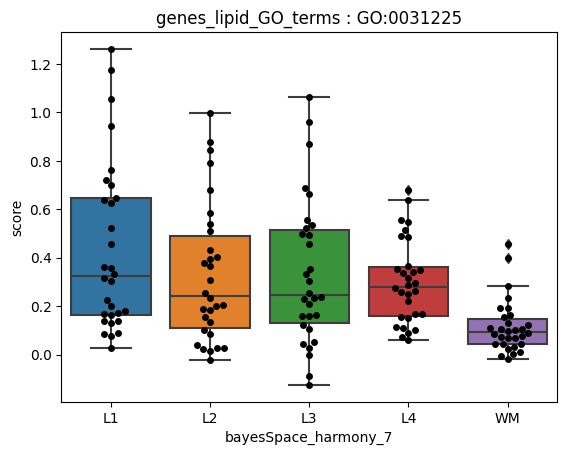 genes_lipid_GO_terms : GO:0031225
score
1.2
1.0
0.8
0.6
0.4
0.2
0.0
L1 L2 L3 L4 WM
bayesSpace_harmony_7